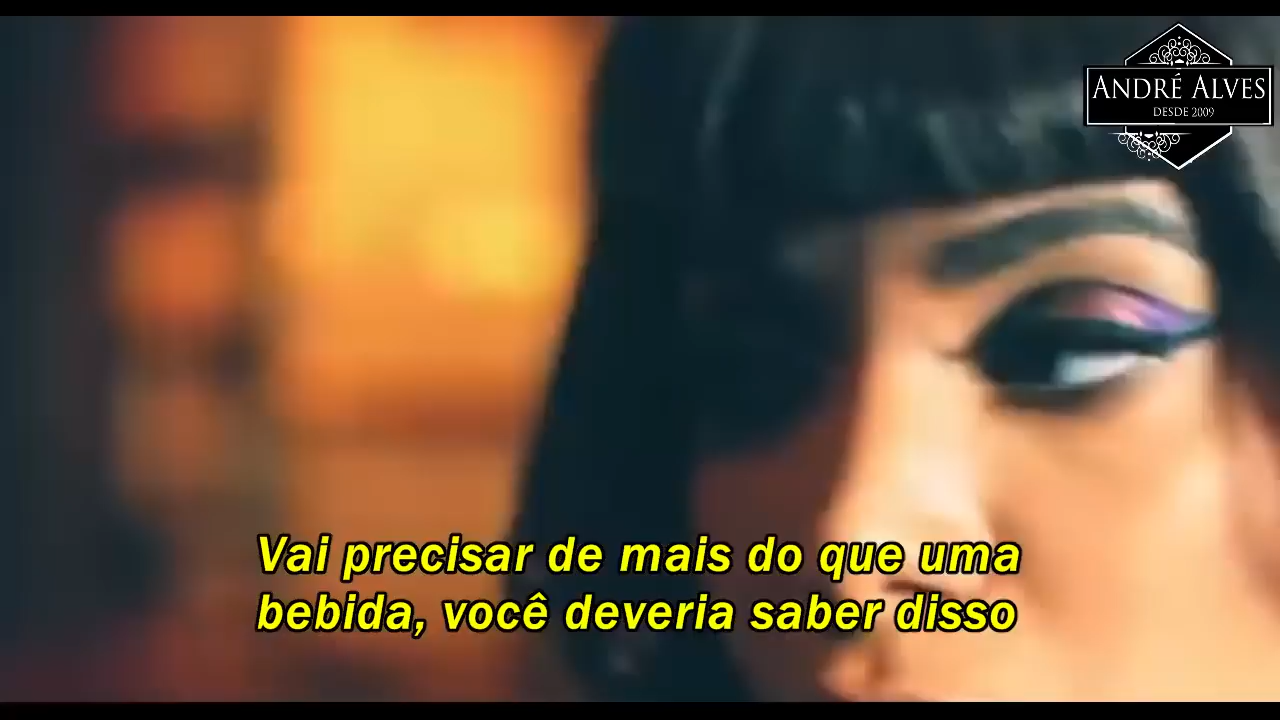 ANDRÉ ALVES
DESDE 2009
Vai precisar de mais do que uma
bebida, você deveria saber disso